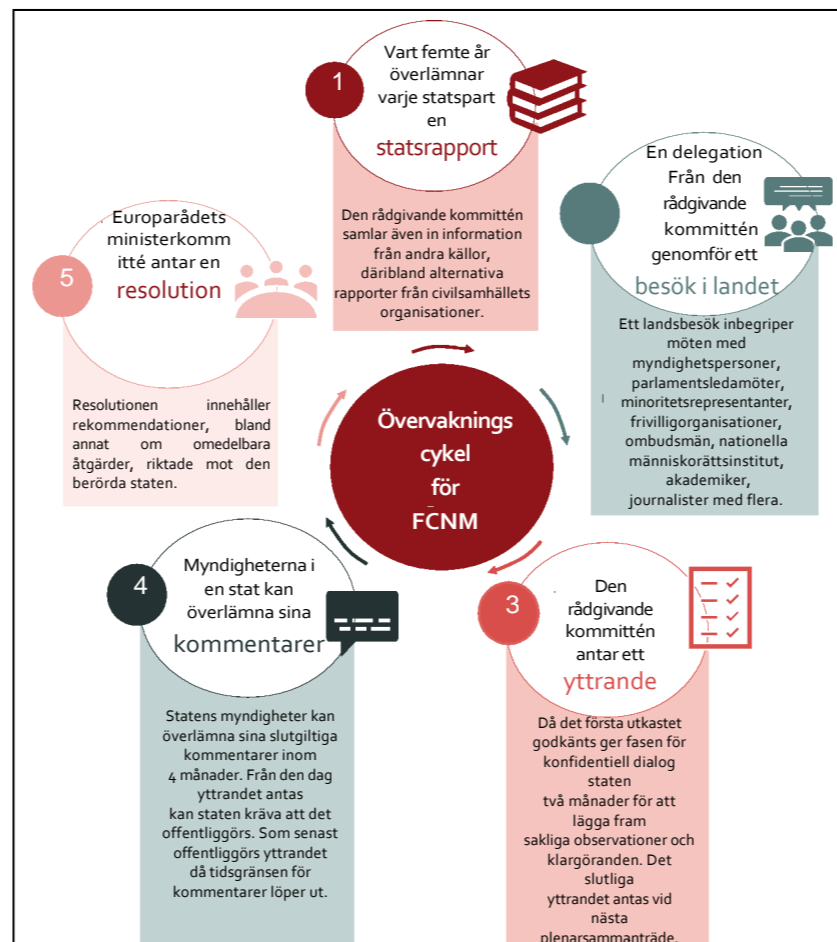 1
Vart femte år
överlämnar
varje statspart
en
statsrapport
Den rådgivande kommittén
samlar även in information
från andra källor,
däribland alternativa
rapporter från civilsamhällets
organisationer.
En delegation
Från den
rådgivande
kommittén
genomför ett
besök i landet
Ett landsbesök inbegriper
möten med
myndighetspersoner,
parlamentsledamöter,
minoritetsrepresentanter,
frivilligorganisationer,
ombudsmän, nationella
människorättsinstitut,
akademiker,
journalister med flera.
3
Den
rådgivande
kommittén
antar ett
yttrande
Då det första utkastet
godkänts ger fasen för
konfidentiell dialog
staten
två månader för att
lägga fram
sakliga observationer och
klargöranden. Det
slutliga
yttrandet antas vid
nästa
plenarsammanträde.
4
Myndigheterna i
en stat kan
överlämna sina
kommentarer
Statens myndigheter kan
överlämna sina slutgiltiga
kommentarer inom
4 månader. Från den dag
yttrandet antas
kan staten kräva att det
offentliggörs. Som senast
offentliggörs yttrandet
då tidsgränsen för
kommentarer löper ut.
5
Europarådets
ministerkomm
itté antar en
resolution
Resolutionen innehåller
rekommendationer, bland
annat om omedelbara
åtgärder, riktade mot den
berörda staten.
Övervaknings
cykel
för
FCNM